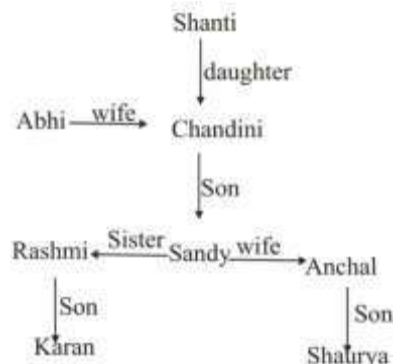 Shanti
daughter
Abhi wife Chandini
Son
Rashmi Sister Sandy wife Anchal
Son Son
Karan Shaurya